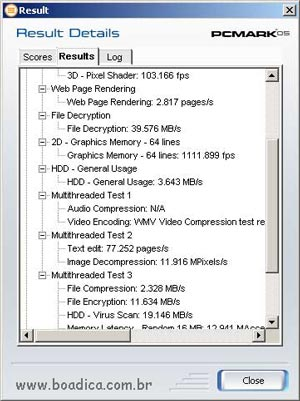 Result
Result Details
PCMARK05
Scores Results Log
3D - Pixel Shader: 103.166 fps
Web Page Rendering
Web Page Rendering: 2.817 pages/s
File Decryption
File Decryption: 39.576 MB/s
2D - Graphics Memory - 64 lines
Graphics Memory - 64 lines: 1111.899 fps
HDD - General Usage
HDD - General Usage: 3.643 MB/s
Multithreaded Test 1
Audio Compression: N/A
Video Encoding: WMV Video Compression test re
Multithreaded Test 2
Text edit: 77.252 pages/s
Image Decompression: 11.916 MPixels/s
Multithreaded Test 3
File Compression: 2.328 MB/s
File Encryption: 11.634 MB/s
HDD - Virus Scan: 19.146 MB/s
Memory Latency - Random 16 MB: 12.941 MAcce
www.boadica.com.br
Close